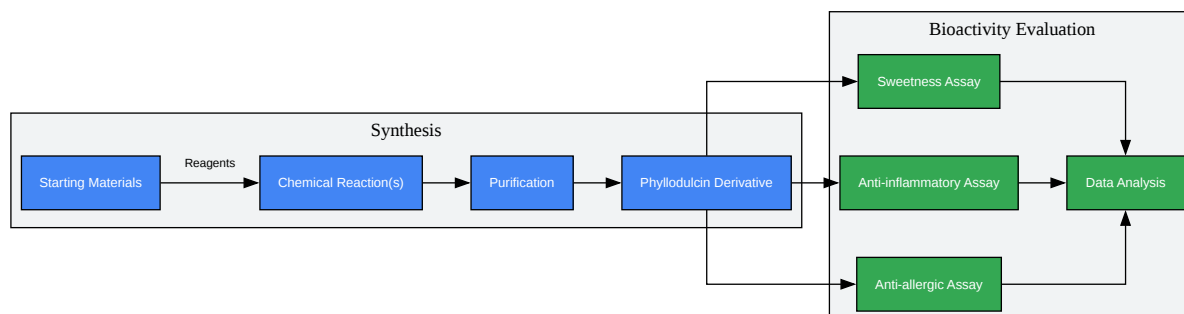 Bioactivity Evaluation
Sweetness Assay
Synthesis
Reagents
Starting Materials
Chemical Reaction(s)
Purification
Phyllodulcin Derivative
Anti-inflammatory Assay
Data Analysis
Anti-allergic Assay